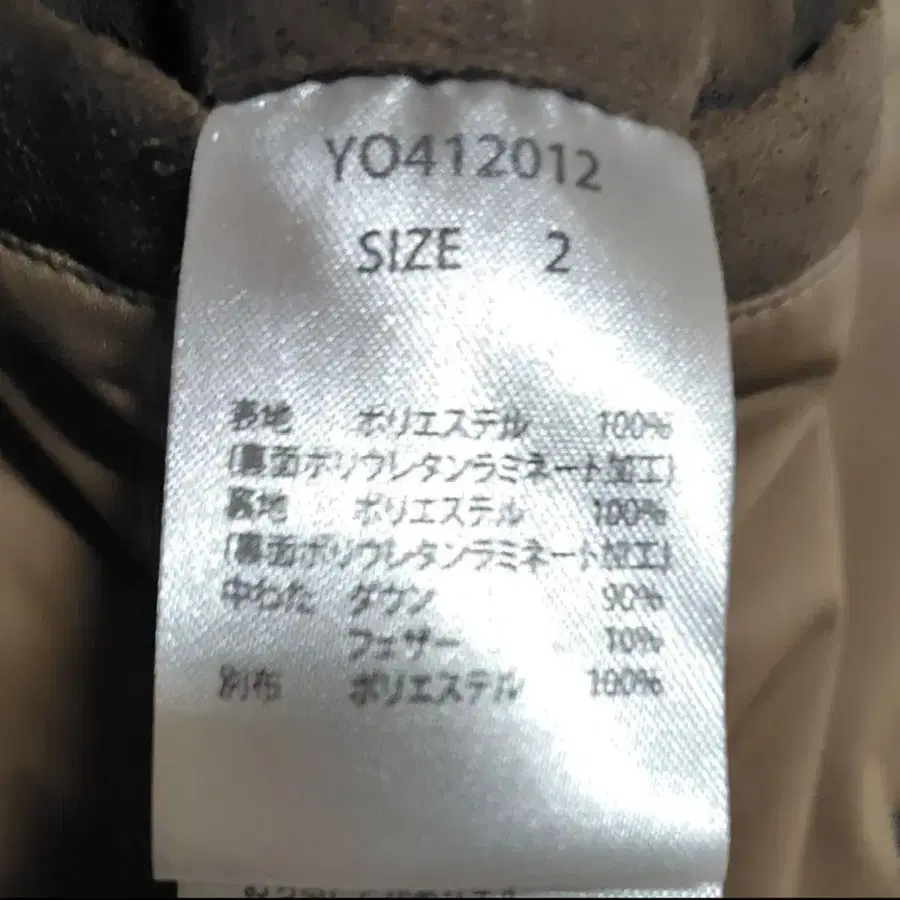 YO412012
SIZE 2
表地 ポリエステル 100%
(裏面ポリウレタンラミネート加工)
裏地 ポリエステル 100%
(裏面ポリウレタンラミネート加工)
中わた ダウン 90%
フェザー 10%
別布 ポリエステル 100%